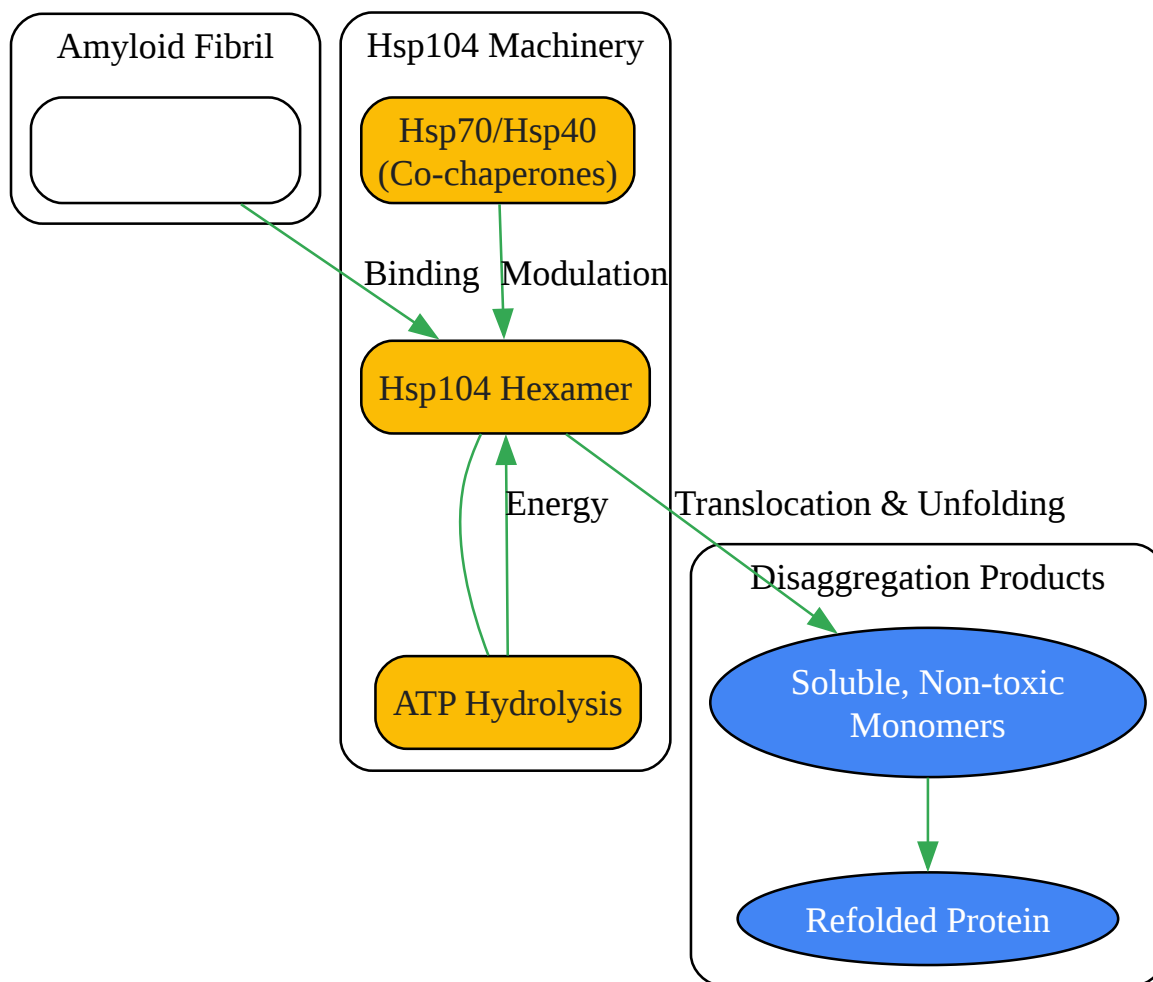 Amyloid Fibril
Hsp104 Machinery
Hsp70/Hsp40
(Co-chaperones)
Binding
Modulation
Hsp104 Hexamer
Energy
Translocation & Unfolding
ATP Hydrolysis
Disaggregation Products
Soluble, Non-toxic
Monomers
Refolded Protein